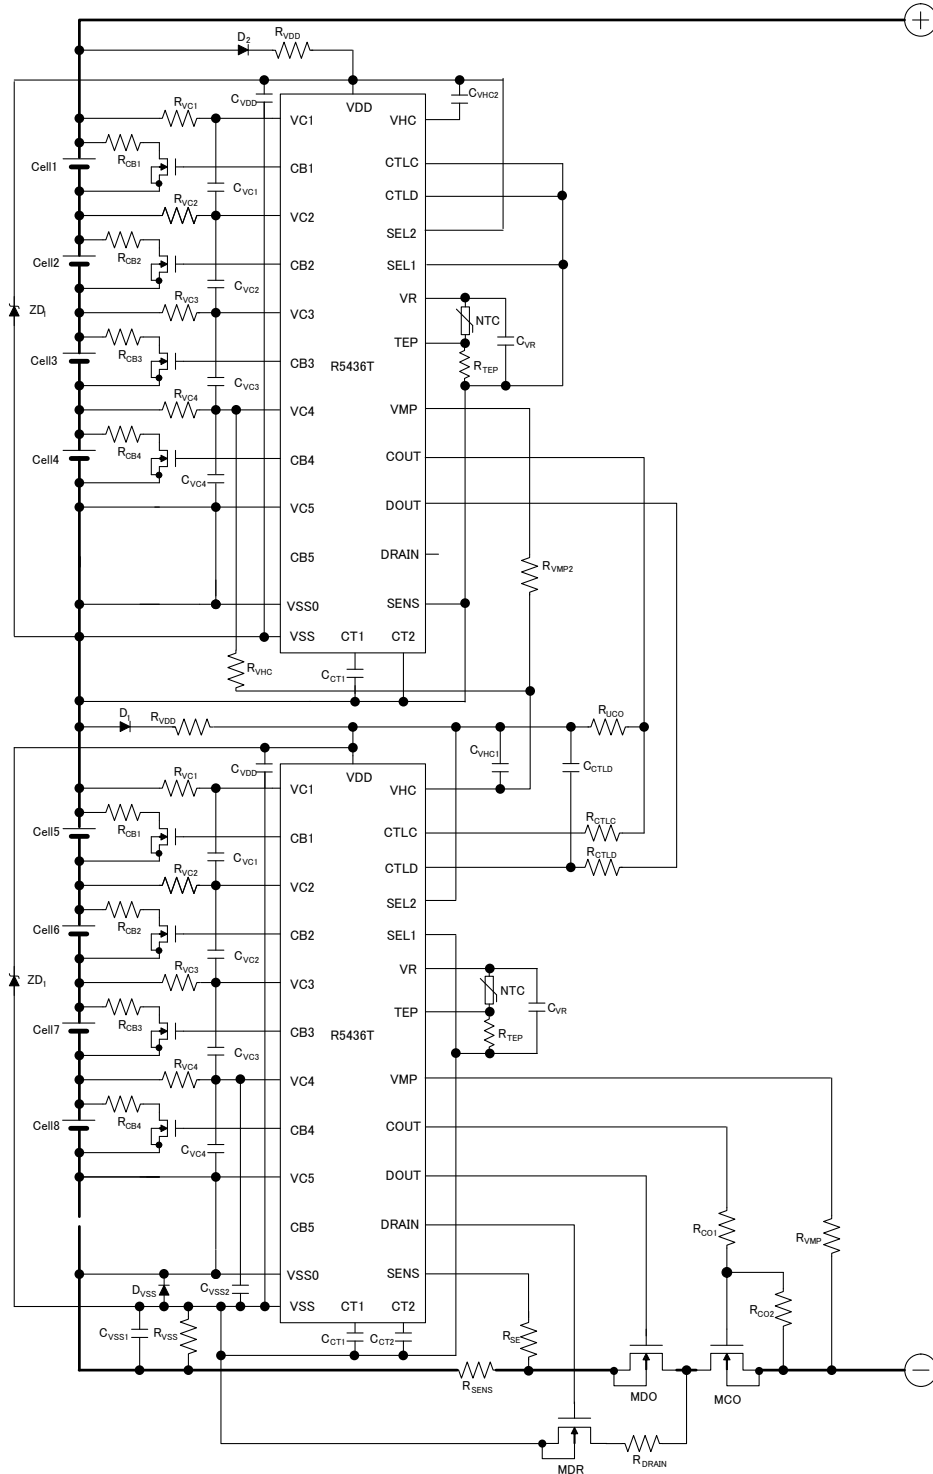 +
D2
RVDD
VDD
CVDD
CVHC2
RVC1
VC1
VHC
Cell1
RCB1
CB1
CTLC
CVC1
CTLD
RVC2
VC2
SEL2
Cell2
RCB2
CB2
SEL1
CVC2
RVC3
VR
NTC
ZD1
VC3
TEP
CVR
Cell3
RCB3
CB3
R5436T
RTEP
CVC3
RVC4
VC4
VMP
Cell4
RCB4
CB4
COUT
CVC4
VC5
DOUT
CB5
DRAIN
RVMP2
VSS0
SENS
VSS
CT1
CT2
RVHC
CCT1
D1
RVDD
RUCO
CVDD
VDD
CVHC1
CCTLD
RVC1
VC1
VHC
Cell5
RCB1
CB1
CTLC
RCTLC
CVC1
CTLD
RCTLD
RVC2
VC2
SEL2
Cell6
RCB2
CB2
SEL1
CVC2
RVC3
VR
NTC
ZD1
VC3
TEP
CVR
Cell7
RCB3
CB3
R5436T
RTEP
CVC3
RVC4
VC4
VMP
Cell8
RCB4
CB4
COUT
CVC4
VC5
DOUT
CB5
DRAIN
RCO1
RVMP
VSS0
SENS
DVSS
CVSS2
RCO2
VSS
CT1
CT2
CVSS1
RVSS
CCT1
CCT2
RSE
RSENS
MDO
MCO
−
RDRAIN
MDR